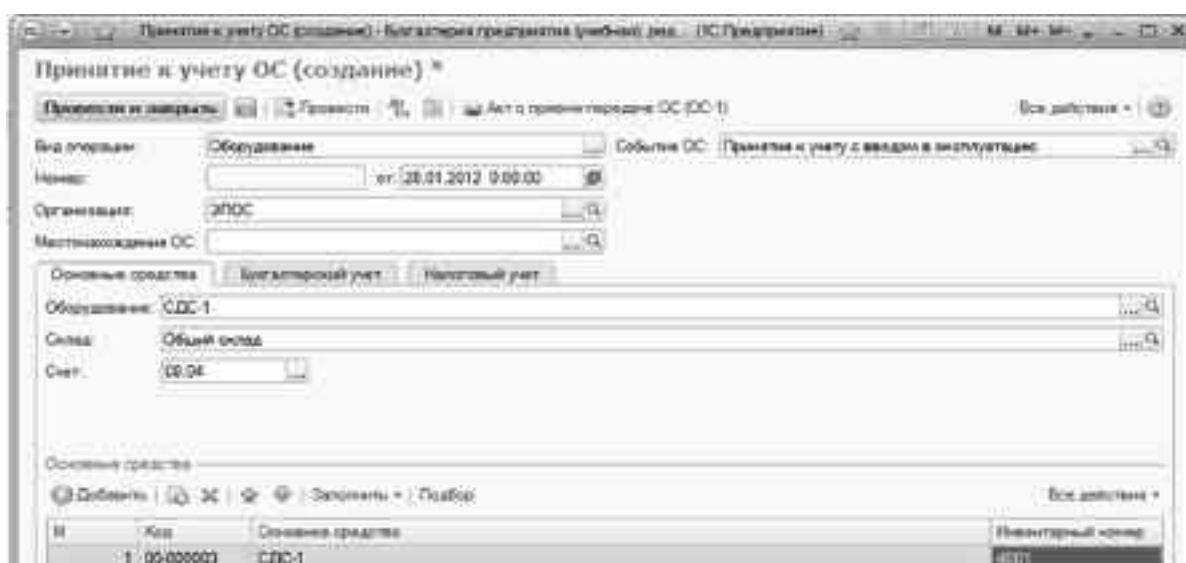 Принятие к учету ОС (создание) - Бухгалтерия предприятия (учебная), ред. (1С:Предприятие) M M+ M-
Принятие к учету ОС (создание) *
Провести и закрыть Провести Акт о приеме-передаче ОС (ОС-1) Все действия
Вид операции: Оборудование Событие ОС: Принятие к учету с вводом в эксплуатацию
Номер: от: 28.01.2012 0:00:00
Организация: ЭПОС
Местонахождение ОС:
Основные средства Бухгалтерский учет Налоговый учет
Оборудование: СДС-1
Склад: Общий склад
Счет: 08.04
Основные средства
Добавить Заполнить Подбор Все действия
N Код Основное средство Инвентарный номер
1 00-000003 СДС-1